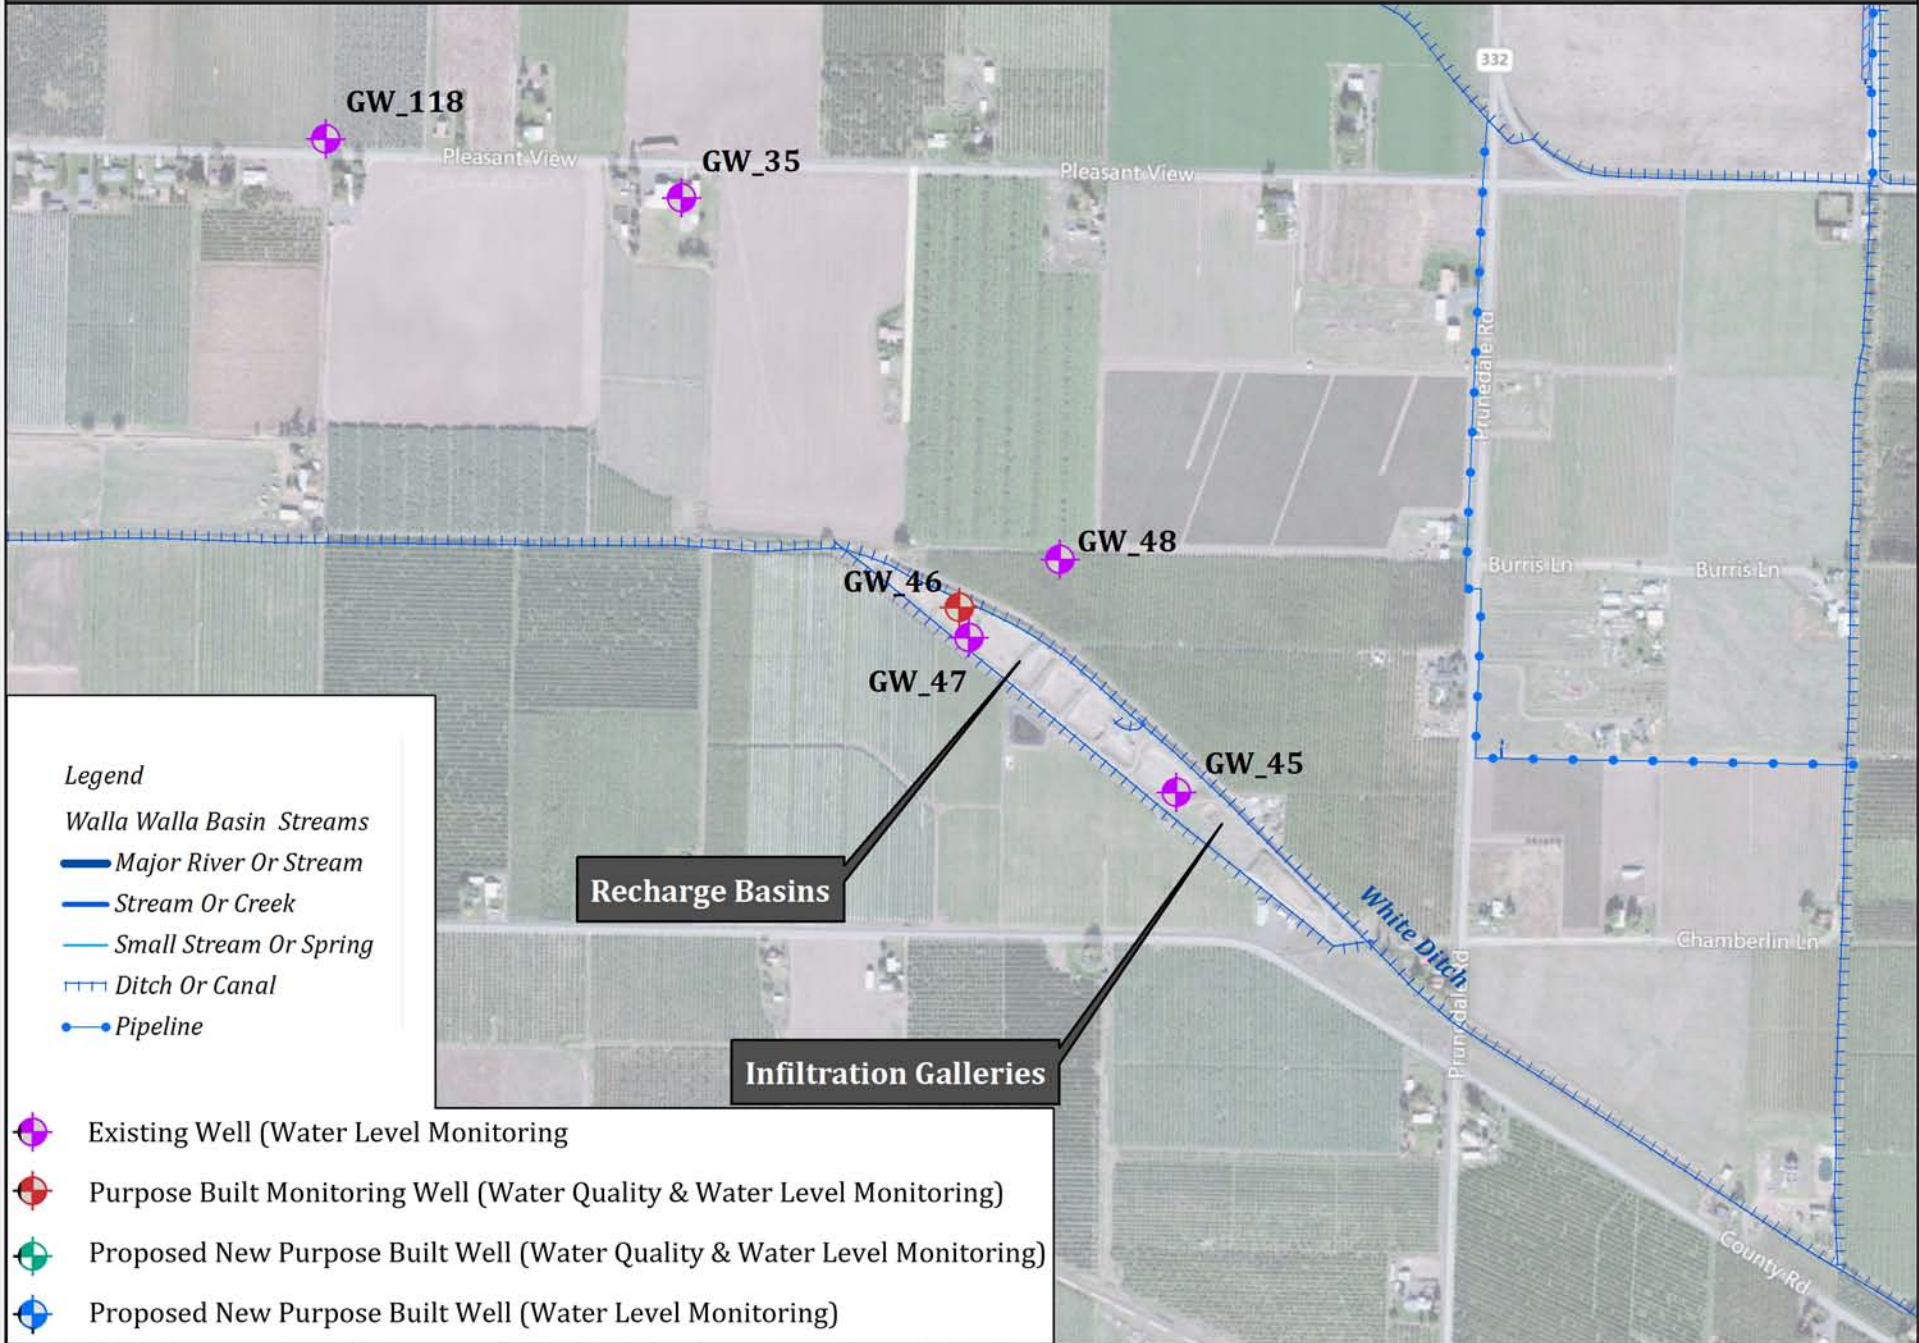 332
GW_118
Pleasant View
GW_35
Pleasant View
Prunedale Rd
GW_48
Burris Ln
Burris Ln
GW_46
GW_47
GW_45
Recharge Basins
White Ditch
Chamberlin Ln
Prunedale Rd
Infiltration Galleries
County Rd
Legend
Walla Walla Basin Streams
Major River Or Stream
Stream Or Creek
Small Stream Or Spring
Ditch Or Canal
Pipeline
Existing Well (Water Level Monitoring
Purpose Built Monitoring Well (Water Quality & Water Level Monitoring)
Proposed New Purpose Built Well (Water Quality & Water Level Monitoring)
Proposed New Purpose Built Well (Water Level Monitoring)